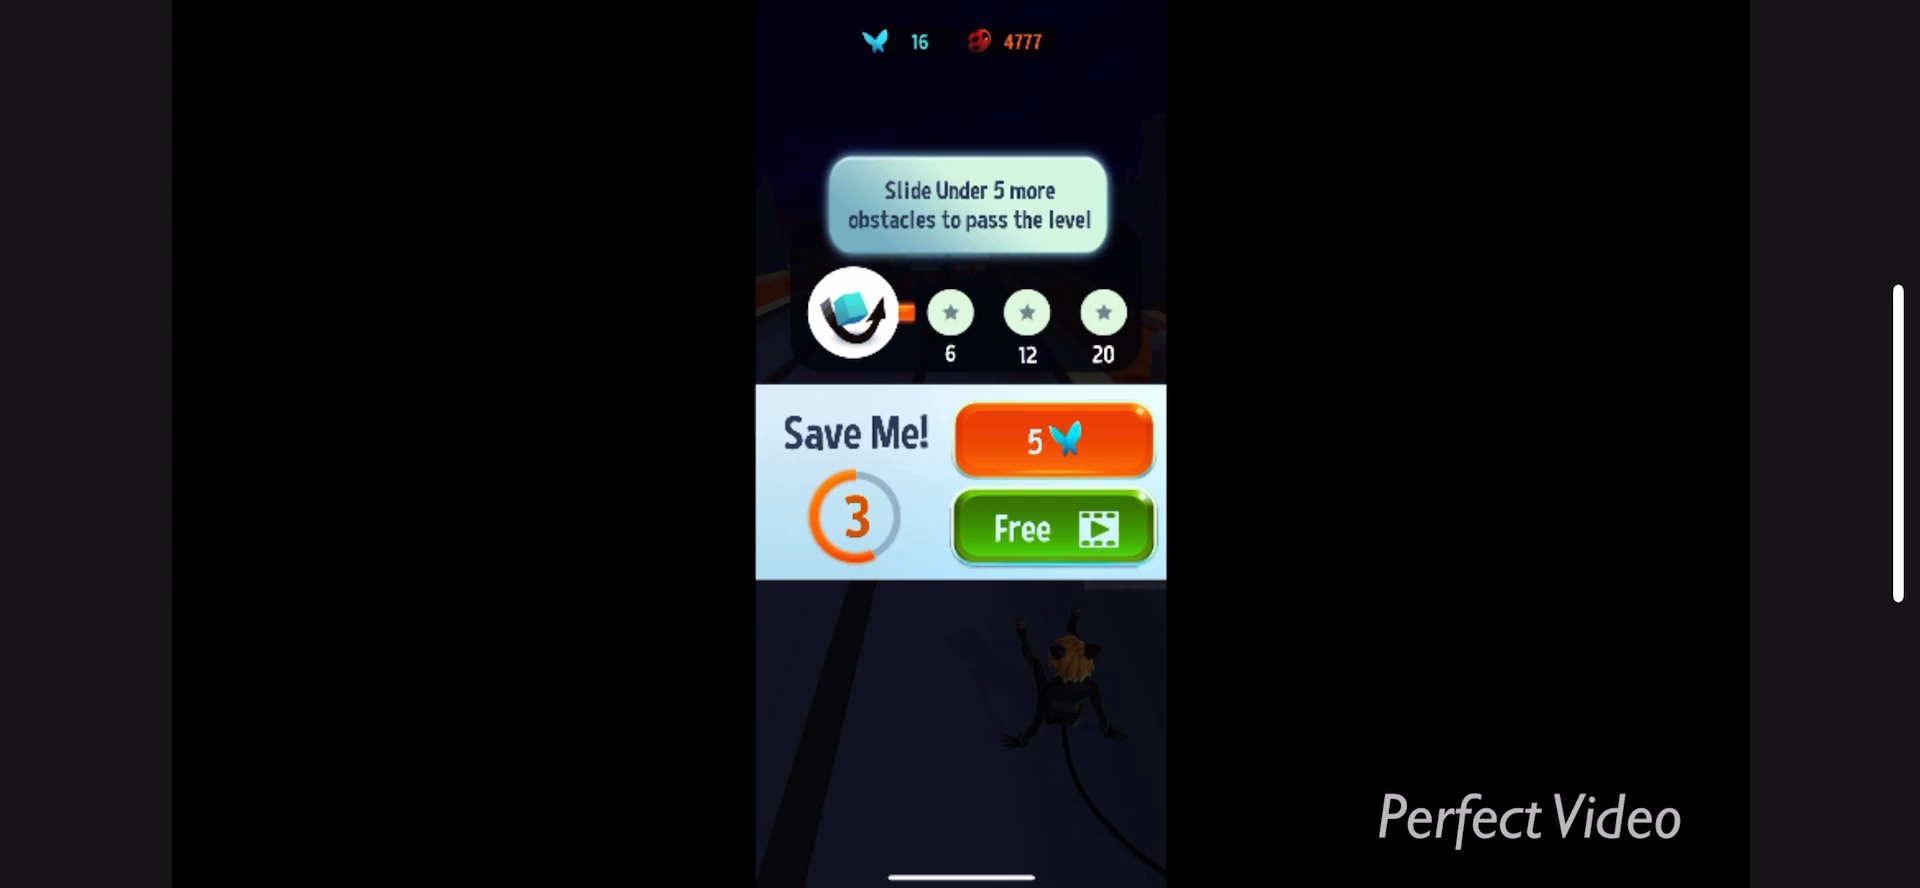 16 4777
Slide Under 5 more
obstacles to pass the level
6 12 20
Save Me!
5
3
Free
Perfect Video